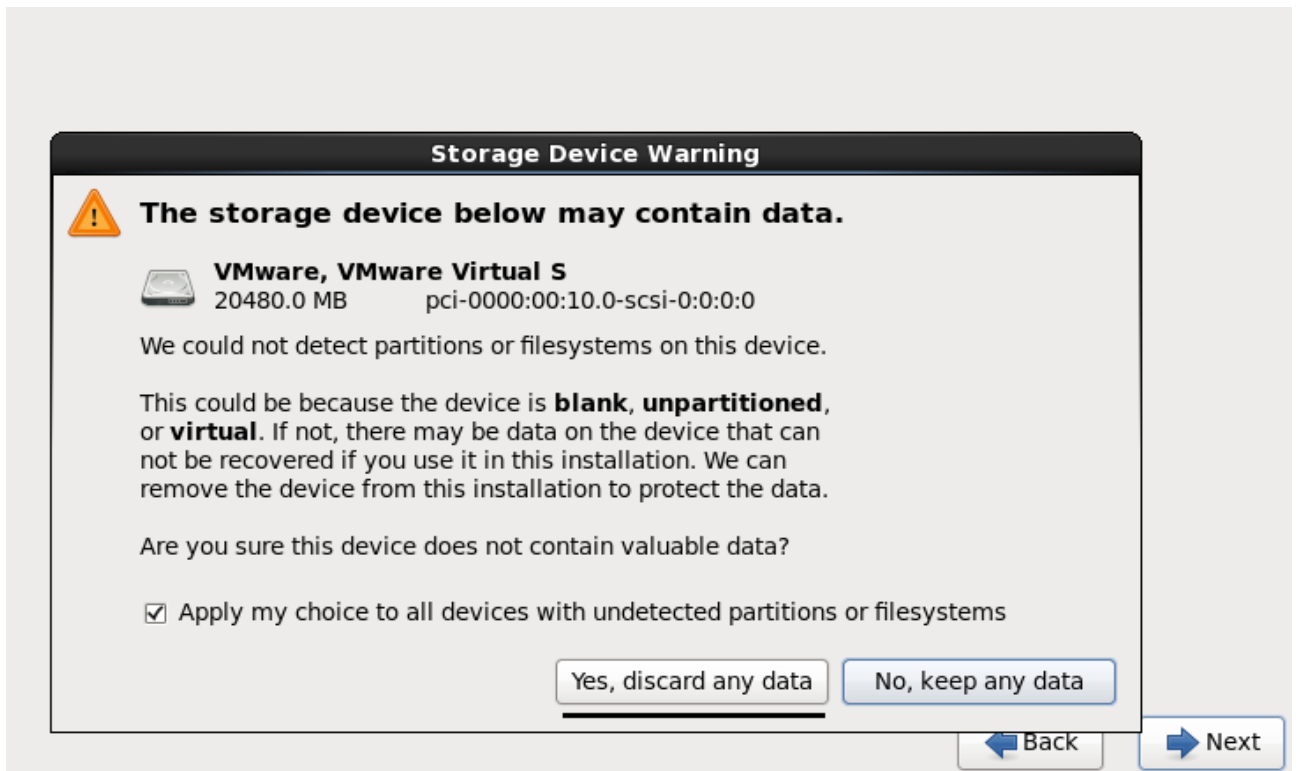 Storage Device Warning
The storage device below may contain data.
VMware, VMware Virtual S
20480.0 MB pci-0000:00:10.0-scsi-0:0:0:0
We could not detect partitions or filesystems on this device.
This could be because the device is blank, unpartitioned,
or virtual. If not, there may be data on the device that can
not be recovered if you use it in this installation. We can
remove the device from this installation to protect the data.
Are you sure this device does not contain valuable data?
Apply my choice to all devices with undetected partitions or filesystems
Yes, discard any data No, keep any data
Back Next